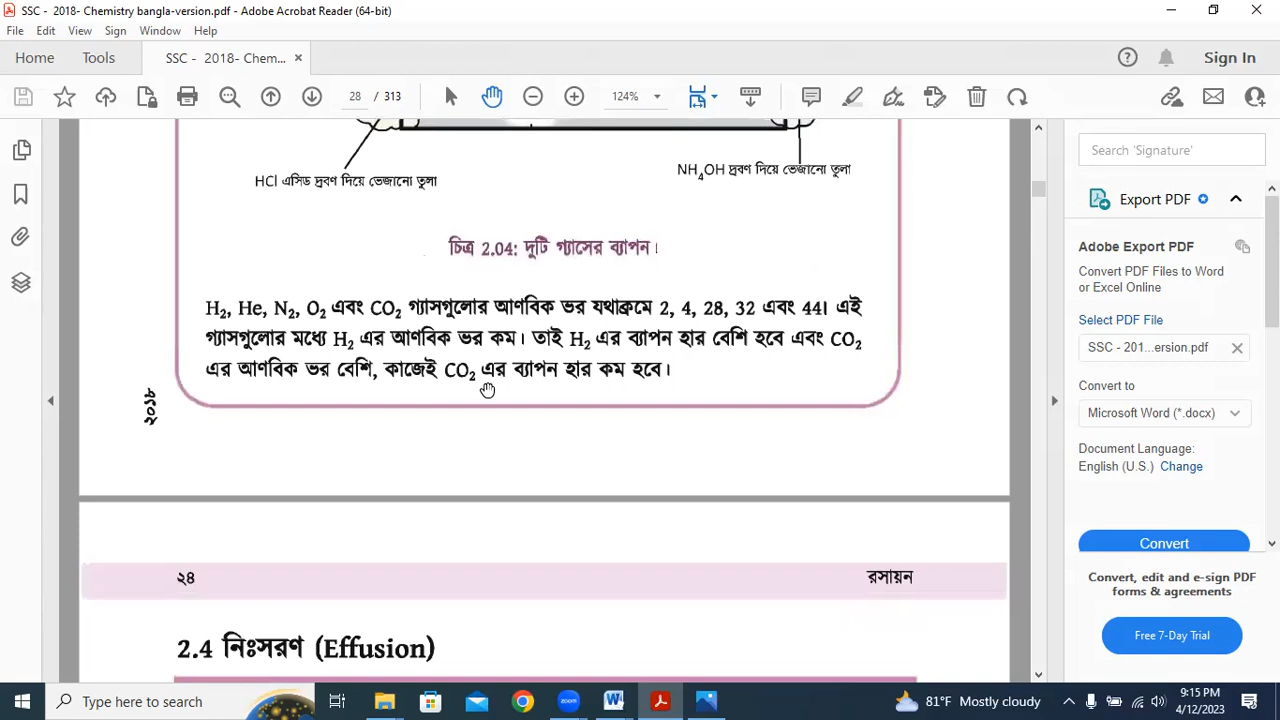 SSC - 2018- Chemistry bangla-version.pdf - Adobe Acrobat Reader (64-bit)
File Edit View Sign Window Help
Home Tools SSC - 2018- Chem... × Sign In
28 / 313 124%
HCl এসিড দ্রবণ দিয়ে ভেজানো তুলা
NH₄OH দ্রবণ দিয়ে ভেজানো তুলা
চিত্র 2.04: দুটি গ্যাসের ব্যাপন।
H₂, He, N₂, O₂ এবং CO₂ গ্যাসগুলোর আণবিক ভর যথাক্রমে 2, 4, 28, 32 এবং 44। এই
গ্যাসগুলোর মধ্যে H₂ এর আণবিক ভর কম। তাই H₂ এর ব্যাপন হার বেশি হবে এবং CO₂
এর আণবিক ভর বেশি, কাজেই CO₂ এর ব্যাপন হার কম হবে।
২০১৮
২৪ রসায়ন
2.4 নিঃসরণ (Effusion)
Search 'Signature'
Export PDF
Adobe Export PDF
Convert PDF Files to Word
or Excel Online
Select PDF File
SSC - 201...ersion.pdf
Convert to
Microsoft Word (*.docx)
Document Language:
English (U.S.) Change
Convert
Convert, edit and e-sign PDF
forms & agreements
Free 7-Day Trial
Type here to search
81°F Mostly cloudy
9:15 PM
4/12/2023